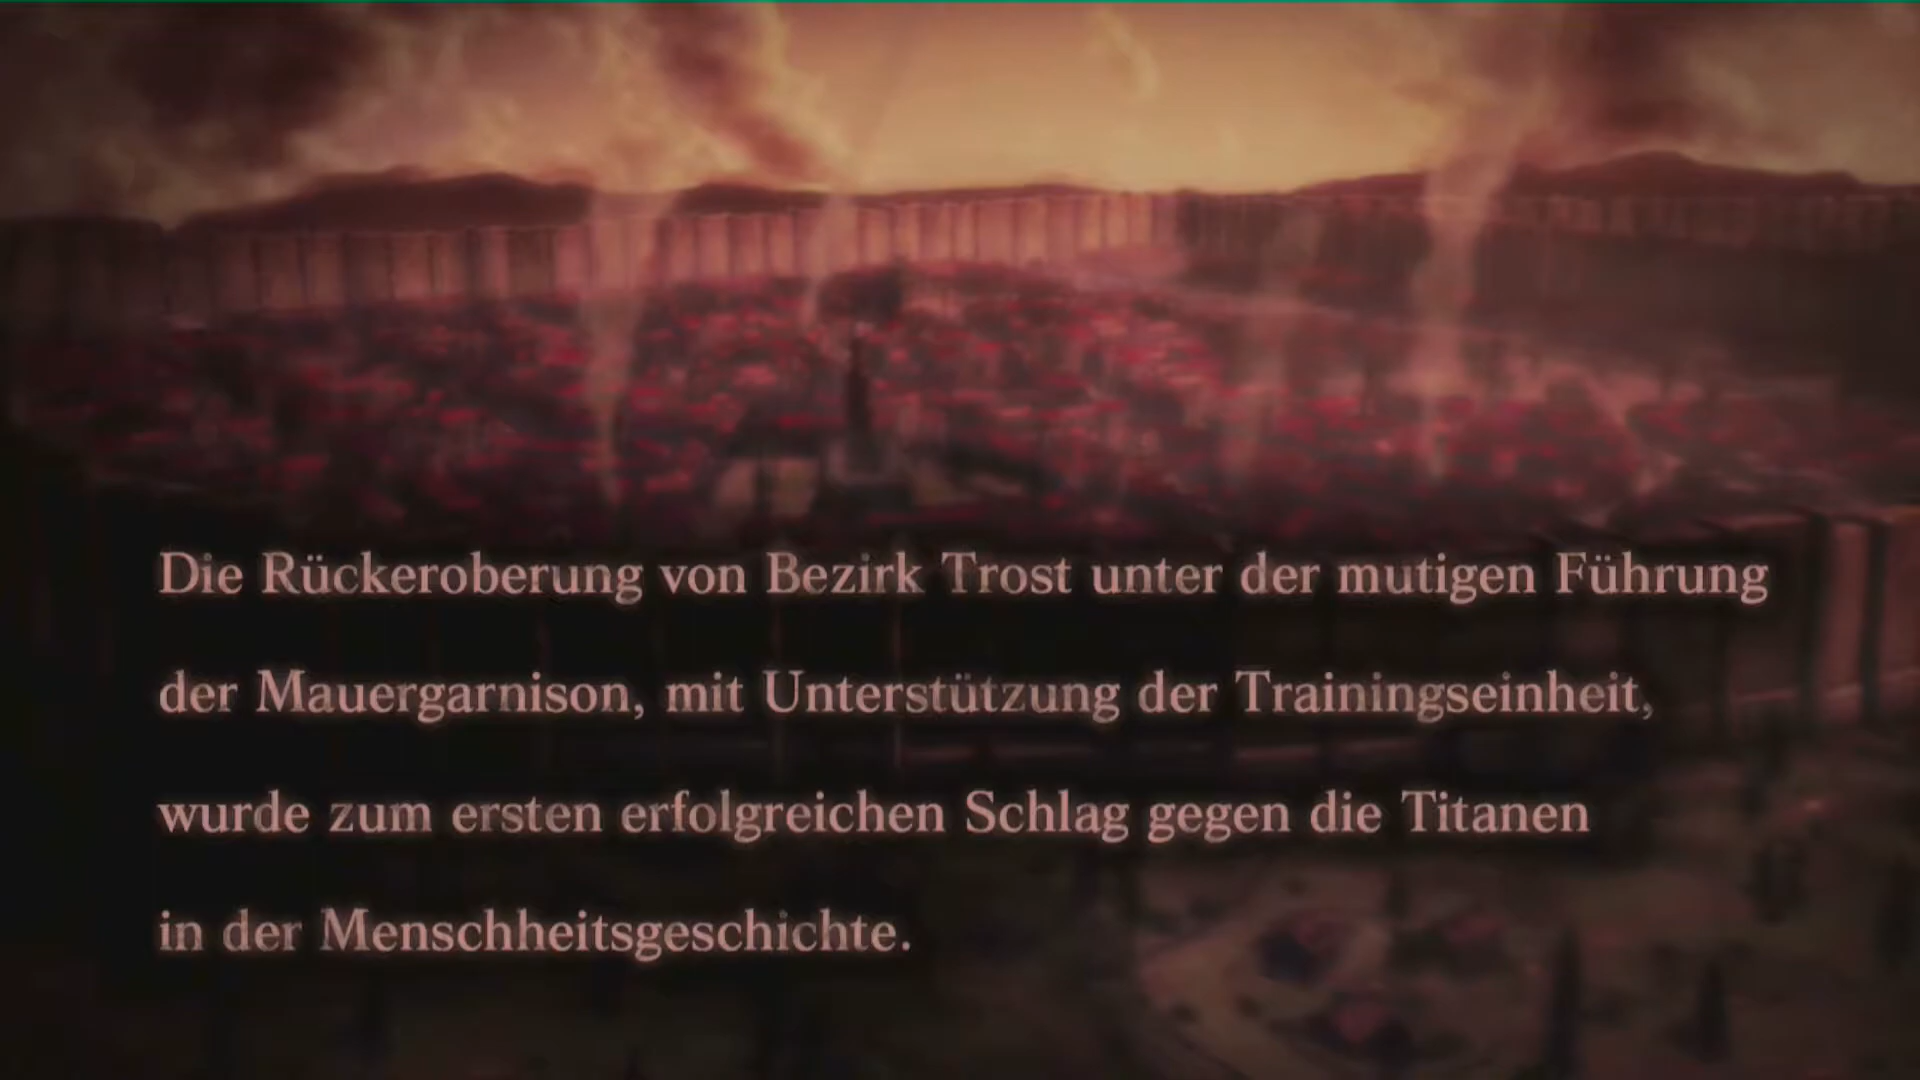 Die Rückeroberung von Bezirk Trost unter der mutigen Führung
der Mauergarnison, mit Unterstützung der Trainingseinheit,
wurde zum ersten erfolgreichen Schlag gegen die Titanen
in der Menschheitsgeschichte.